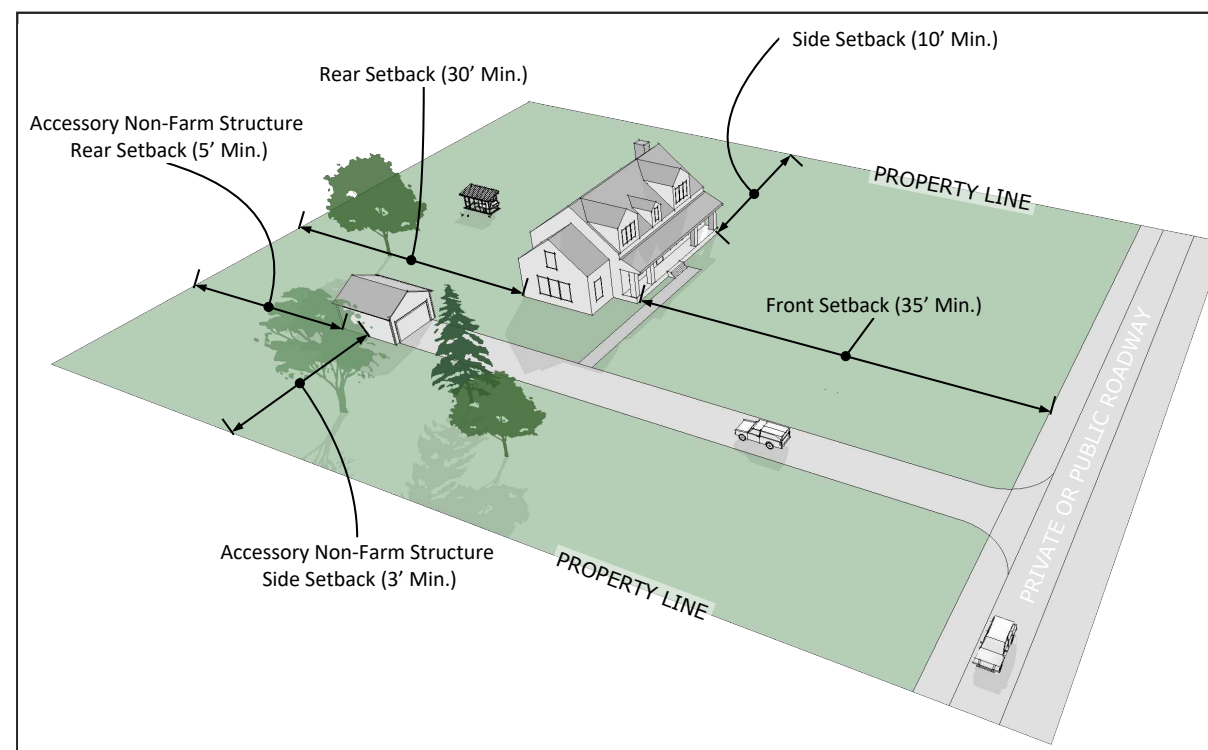 Side Setback (10’ Min.)
Rear Setback (30’ Min.)
Accessory Non-Farm Structure
Rear Setback (5’ Min.)
PROPERTY LINE
Front Setback (35’ Min.)
PRIVATE OR PUBLIC ROADWAY
Accessory Non-Farm Structure
Side Setback (3’ Min.)
PROPERTY LINE